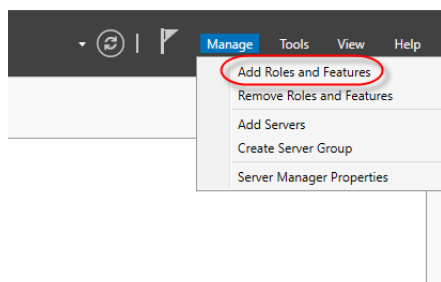 Manage Tools View Help
Add Roles and Features
Remove Roles and Features
Add Servers
Create Server Group
Server Manager Properties